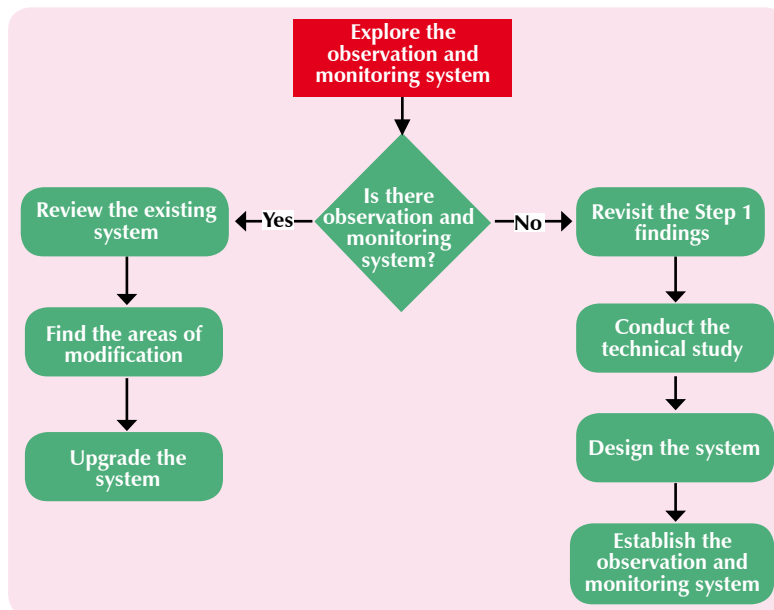 Explore the
observation and
monitoring system
Is there
observation and
monitoring
system?
Yes
No
Review the existing
system
Find the areas of
modification
Upgrade the
system
Revisit the Step 1
findings
Conduct the
technical study
Design the system
Establish the
observation and
monitoring system